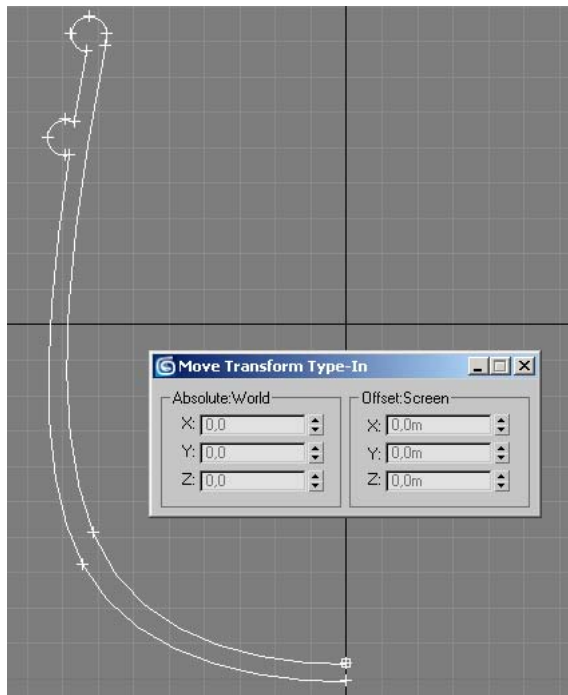 Move Transform Type-In
Absolute:World
X: 0,0
Y: 0,0
Z: 0,0
Offset:Screen
X: 0,0m
Y: 0,0m
Z: 0,0m